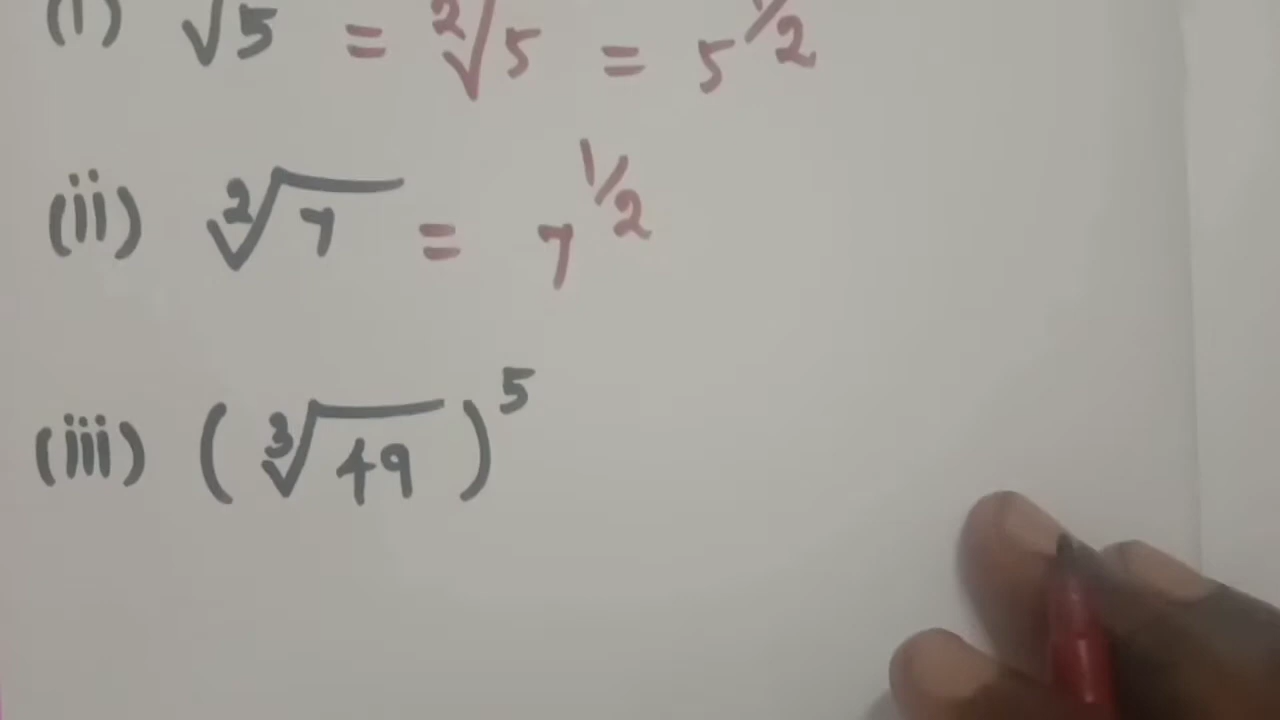 (i) √5 = ²√5 = 5^1/2
(ii) ²√7 = 7^1/2
(iii) (³√49)^5